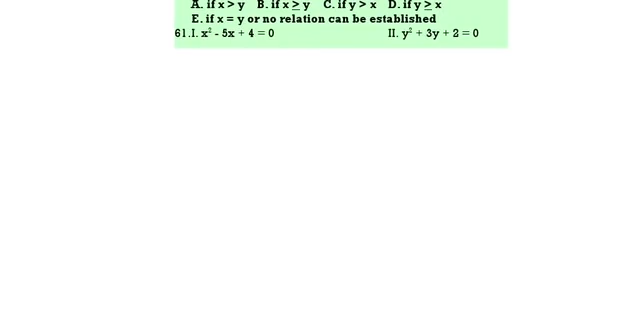 A. if x > y B. if x ≥ y C. if y > x D. if y ≥ x
E. if x = y or no relation can be established
61.I. x² - 5x + 4 = 0 II. y² + 3y + 2 = 0